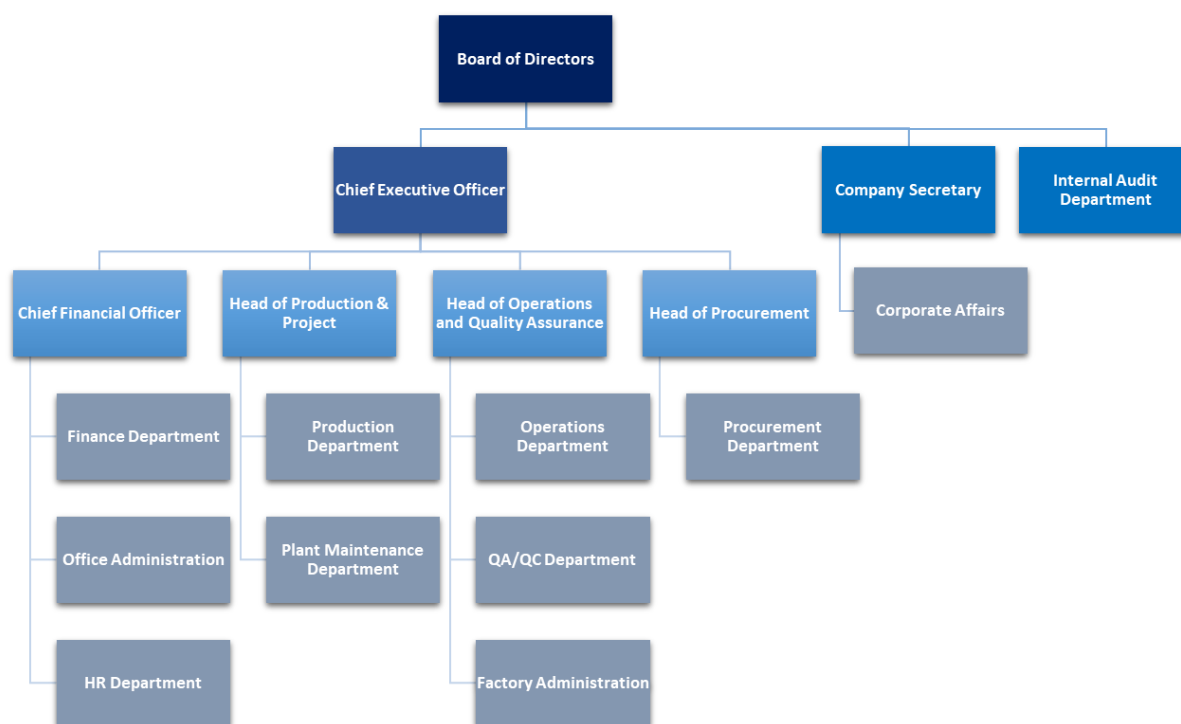 Board of Directors
Chief Executive Officer
Company Secretary
Internal Audit
Department
Chief Financial Officer
Head of Production &
Project
Head of Operations
and Quality Assurance
Head of Procurement
Corporate Affairs
Finance Department
Production
Department
Operations
Department
Procurement
Department
Office Administration
Plant Maintenance
Department
QA/QC Department
HR Department
Factory Administration